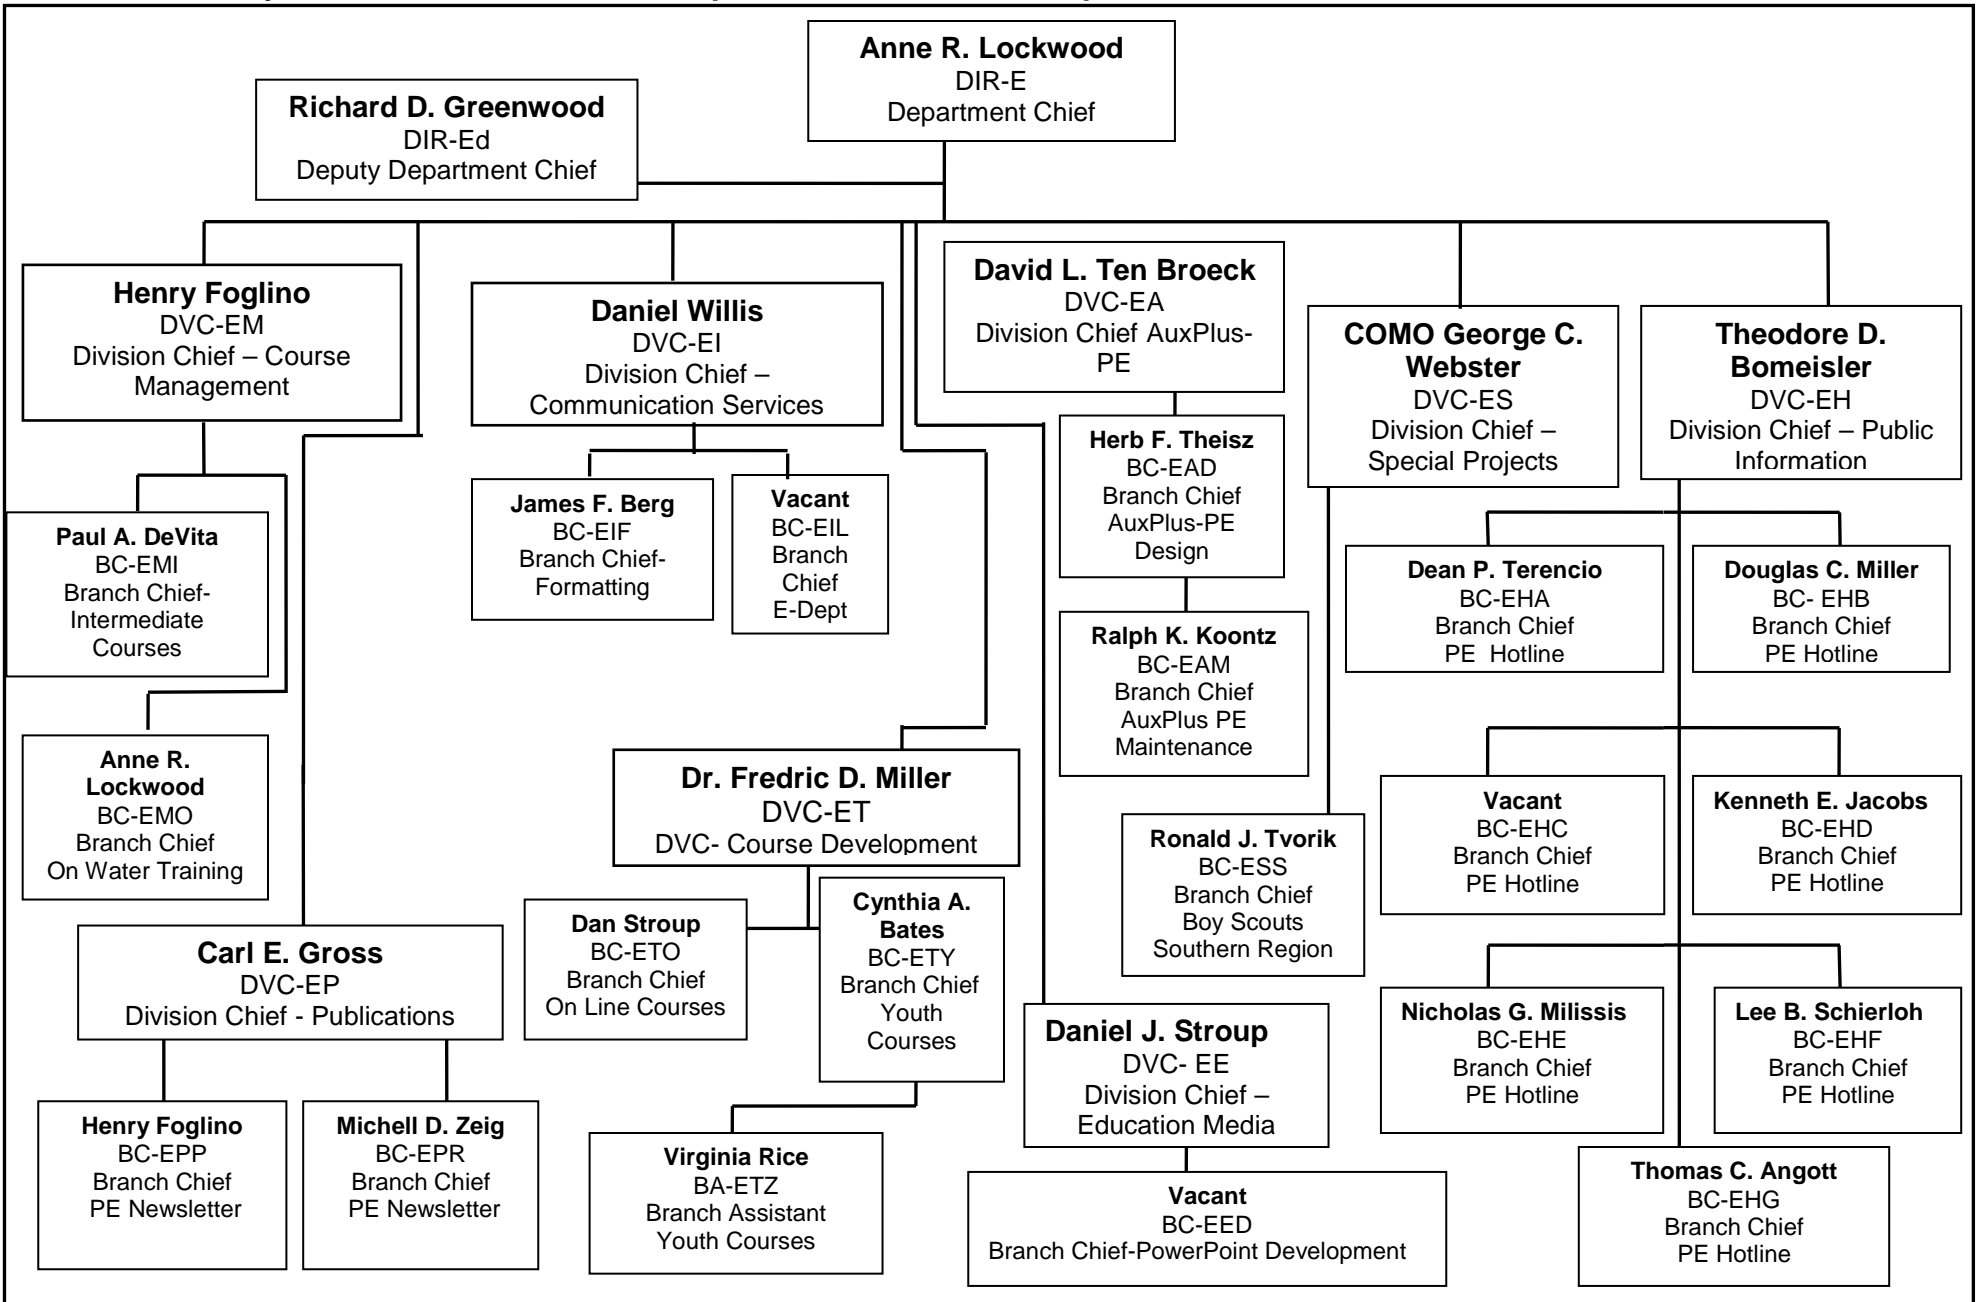 Anne R. Lockwood
DIR-E
Department Chief
Richard D. Greenwood
DIR-Ed
Deputy Department Chief
Henry Foglino
DVC-EM
Division Chief – Course
Management
Daniel Willis
DVC-EI
Division Chief –
Communication Services
David L. Ten Broeck
DVC-EA
Division Chief AuxPlus-
PE
COMO George C.
Webster
DVC-ES
Division Chief –
Special Projects
Theodore D.
Bomeisler
DVC-EH
Division Chief – Public
Information
Paul A. DeVita
BC-EMI
Branch Chief-
Intermediate
Courses
James F. Berg
BC-EIF
Branch Chief-
Formatting
Vacant
BC-EIL
Branch
Chief
E-Dept
Herb F. Theisz
BC-EAD
Branch Chief
AuxPlus-PE
Design
Ralph K. Koontz
BC-EAM
Branch Chief
AuxPlus PE
Maintenance
Dean P. Terencio
BC-EHA
Branch Chief
PE  Hotline
Douglas C. Miller
BC- EHB
Branch Chief
PE Hotline
Anne R.
Lockwood
BC-EMO
Branch Chief
On Water Training
Dr. Fredric D. Miller
DVC-ET
DVC- Course Development
Ronald J. Tvorik
BC-ESS
Branch Chief
Boy Scouts
Southern Region
Vacant
BC-EHC
Branch Chief
PE Hotline
Kenneth E. Jacobs
BC-EHD
Branch Chief
PE Hotline
Carl E. Gross
DVC-EP
Division Chief - Publications
Dan Stroup
BC-ETO
Branch Chief
On Line Courses
Cynthia A.
Bates
BC-ETY
Branch Chief
Youth
Courses
Daniel J. Stroup
DVC- EE
Division Chief –
Education Media
Nicholas G. Milissis
BC-EHE
Branch Chief
PE Hotline
Lee B. Schierloh
BC-EHF
Branch Chief
PE Hotline
Henry Foglino
BC-EPP
Branch Chief
PE Newsletter
Michell D. Zeig
BC-EPR
Branch Chief
PE Newsletter
Virginia Rice
BA-ETZ
Branch Assistant
Youth Courses
Vacant
BC-EED
Branch Chief-PowerPoint Development
Thomas C. Angott
BC-EHG
Branch Chief
PE Hotline